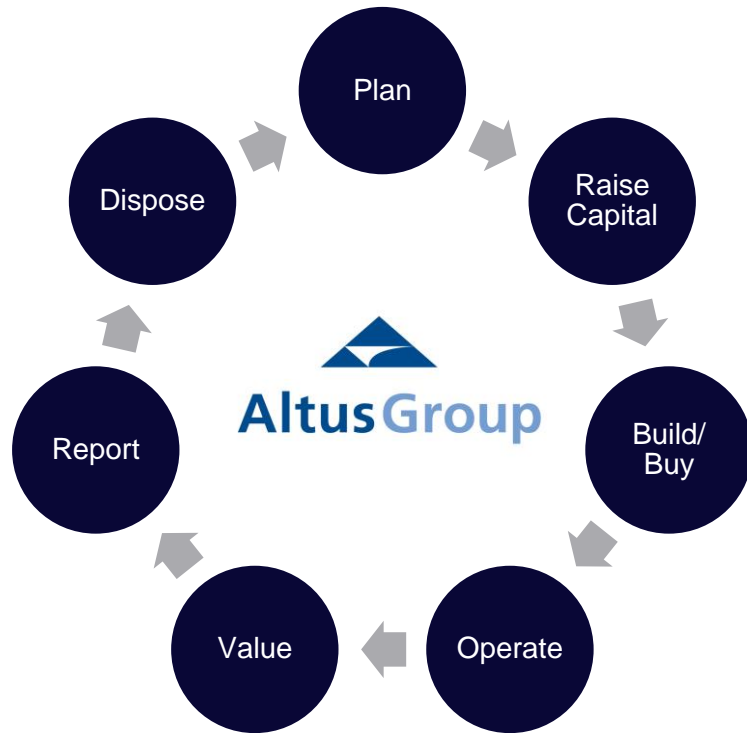 Plan
Raise
Capital
Build/
Buy
Operate
Value
Report
Dispose
AltusGroup